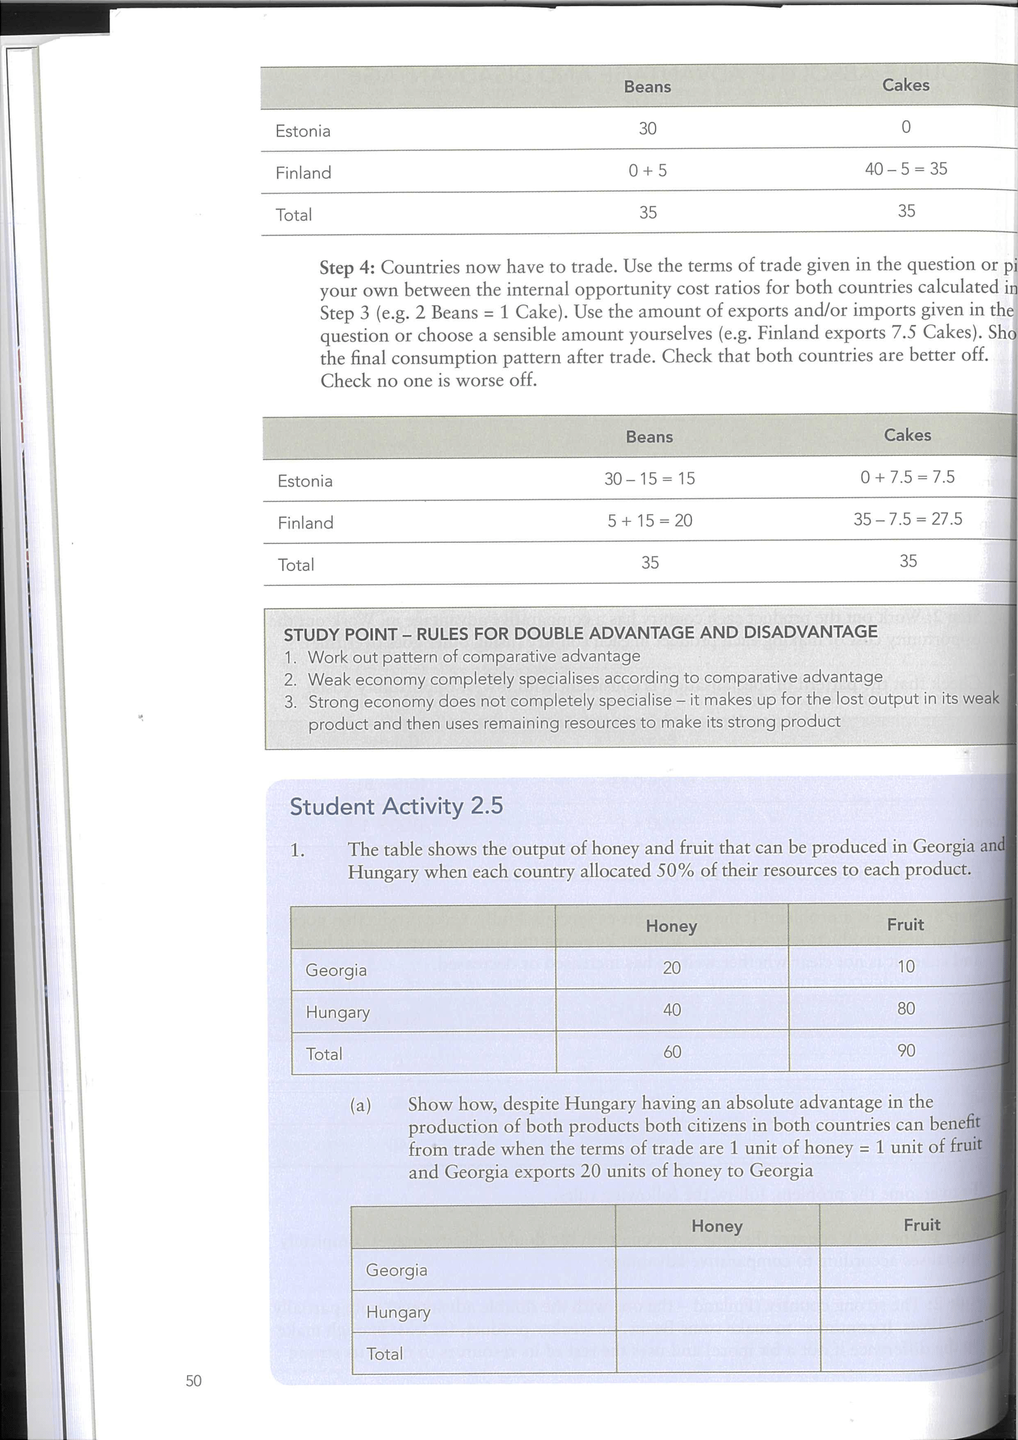 Beans Cakes
Estonia 30 0
Finland 0 + 5 40 – 5 = 35
Total 35 35
Step 4: Countries now have to trade. Use the terms of trade given in the question or
your own between the internal opportunity cost ratios for both countries calculated in
Step 3 (e.g. 2 Beans = 1 Cake). Use the amount of exports and/or imports given in the
question or choose a sensible amount yourselves (e.g. Finland exports 7.5 Cakes).
the final consumption pattern after trade. Check that both countries are better off.
Check no one is worse off.
Beans Cakes
Estonia 30 – 15 = 15 0 + 7.5 = 7.5
Finland 5 + 15 = 20 35 – 7.5 = 27.5
Total 35 35
STUDY POINT – RULES FOR DOUBLE ADVANTAGE AND DISADVANTAGE
1. Work out pattern of comparative advantage
2. Weak economy completely specialises according to comparative advantage
3. Strong economy does not completely specialise – it makes up for the lost output in its weak
product and then uses remaining resources to make its strong product
Student Activity 2.5
1. The table shows the output of honey and fruit that can be produced in Georgia and
Hungary when each country allocated 50% of their resources to each product.
Honey Fruit
Georgia 20 10
Hungary 40 80
Total 60 90
(a) Show how, despite Hungary having an absolute advantage in the
production of both products both citizens in both countries can benefit
from trade when the terms of trade are 1 unit of honey = 1 unit of fruit
and Georgia exports 20 units of honey to Georgia
Honey Fruit
Georgia
Hungary
Total
50